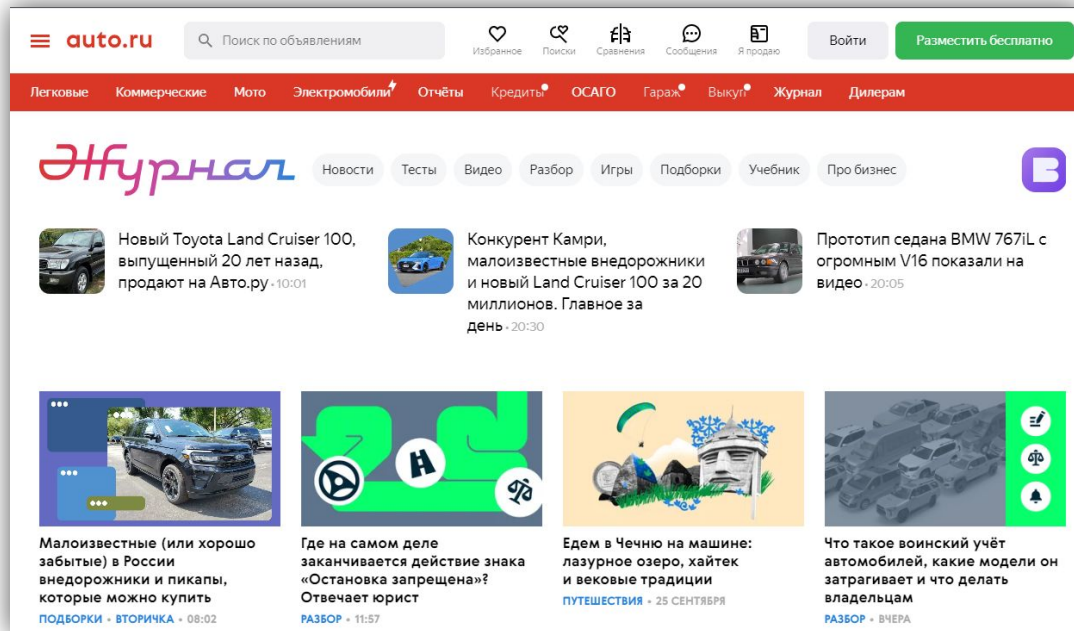 auto.ru
Поиск по объявлениям
Избранное
Поиски
Сравнения
Сообщения
Я продаю
Войти
Разместить бесплатно
Легковые
Коммерческие
Мото
Электромобили
Отчёты
Кредиты
ОСАГО
Гараж
Выкуп
Журнал
Дилерам
Журнал
Новости
Тесты
Видео
Разбор
Игры
Подборки
Учебник
Про бизнес
Новый Toyota Land Cruiser 100,
выпущенный 20 лет назад,
продают на Авто.ру • 10:01
Конкурент Камри,
малоизвестные внедорожники
и новый Land Cruiser 100 за 20
миллионов. Главное за
день • 20:30
Прототип седана BMW 767iL с
огромным V16 показали на
видео • 20:05
Малоизвестные (или хорошо
забытые) в России
внедорожники и пикапы,
которые можно купить
ПОДБОРКИ • ВТОРИЧКА • 08:02
Где на самом деле
заканчивается действие знака
«Остановка запрещена»?
Отвечает юрист
РАЗБОР • 11:57
Едем в Чечню на машине:
лазурное озеро, хайтек
и вековые традиции
ПУТЕШЕСТВИЯ • 25 СЕНТЯБРЯ
Что такое воинский учёт
автомобилей, какие модели он
затрагивает и что делать
владельцам
РАЗБОР • ВЧЕРА